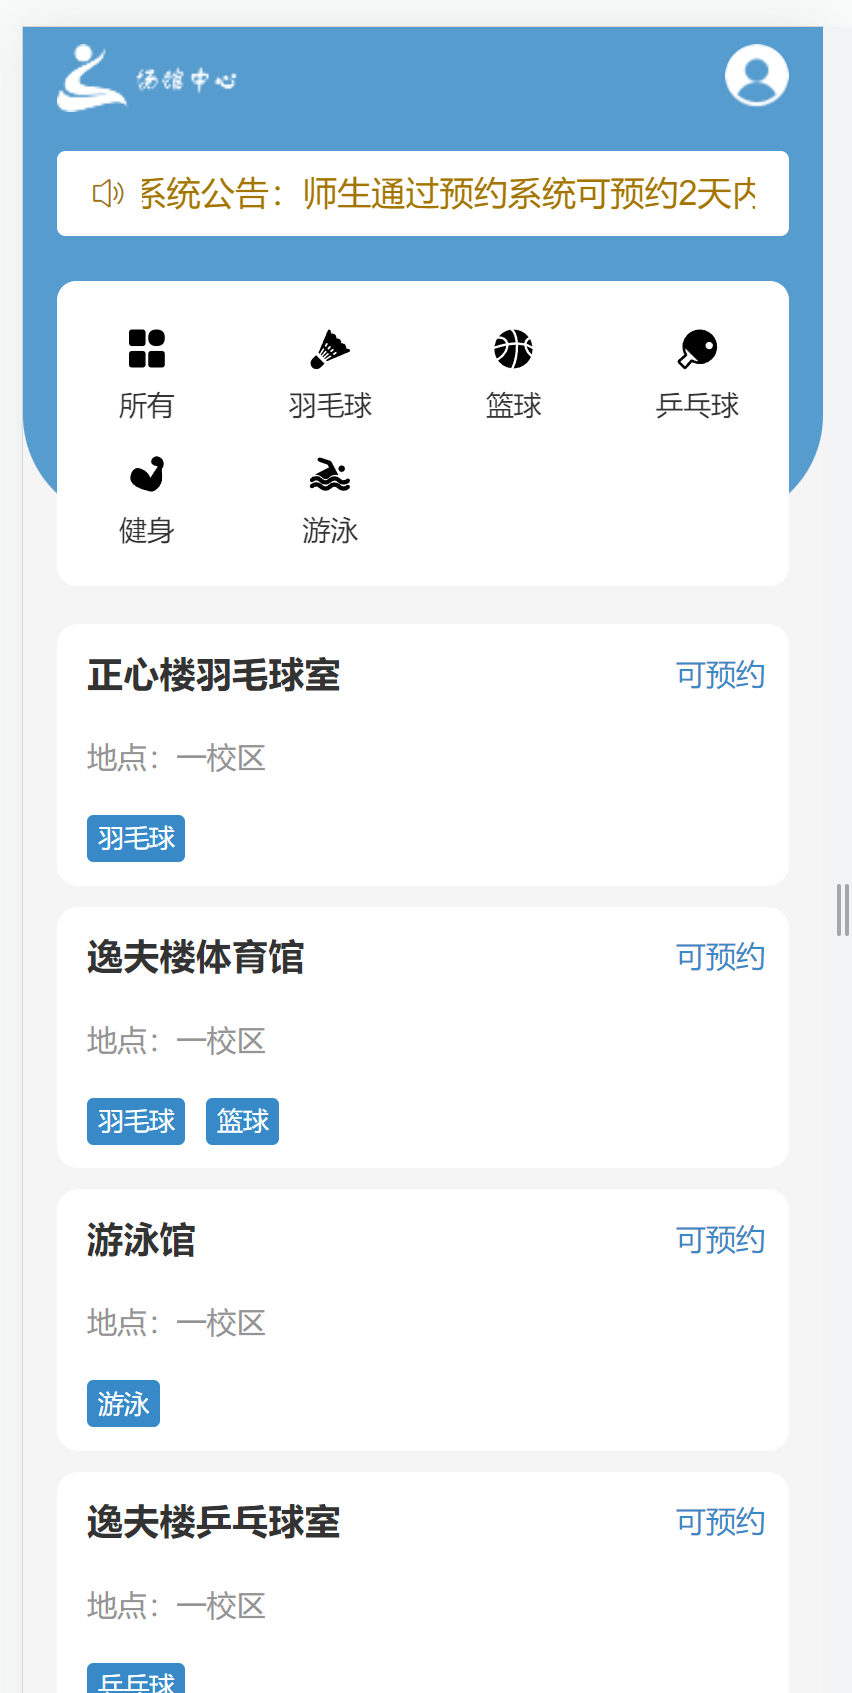 场馆中心
系统公告：师生通过预约系统可预约2天内
所有
羽毛球
篮球
乒乓球
健身
游泳
正心楼羽毛球室
可预约
地点：一校区
羽毛球
逸夫楼体育馆
可预约
地点：一校区
羽毛球 篮球
游泳馆
可预约
地点：一校区
游泳
逸夫楼乒乓球室
可预约
地点：一校区
乒乓球